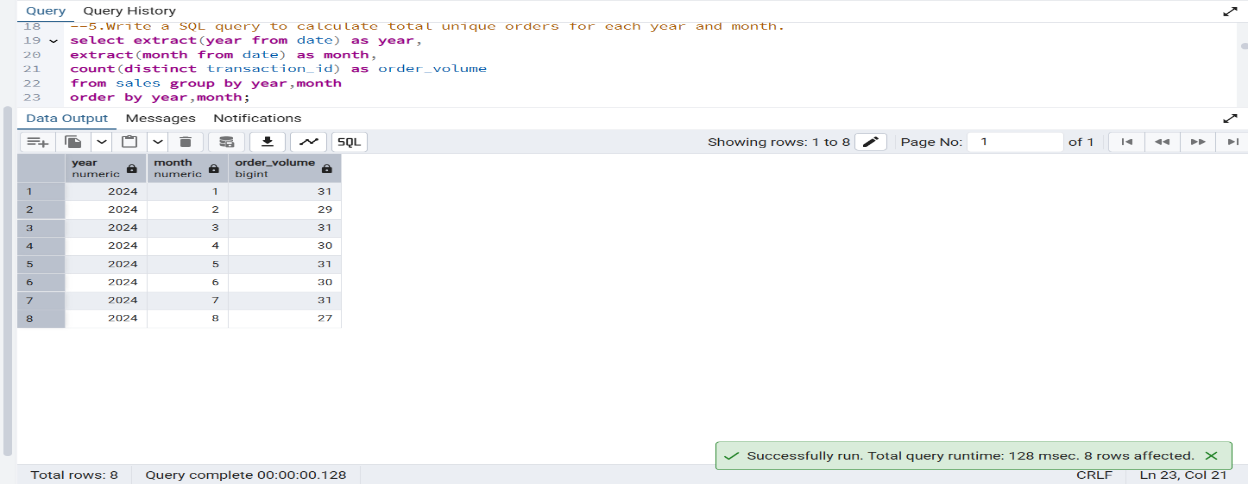 Query Query History
18 --5.Write a SQL query to calculate total unique orders for each year and month.
19 select extract(year from date) as year,
20 extract(month from date) as month,
21 count(distinct transaction_id) as order_volume
22 from sales group by year,month
23 order by year,month;
Data Output Messages Notifications
SQL Showing rows: 1 to 8 Page No: 1 of 1
year month order_volume
numeric numeric bigint
1 2024 1 31
2 2024 2 29
3 2024 3 31
4 2024 4 30
5 2024 5 31
6 2024 6 30
7 2024 7 31
8 2024 8 27
Successfully run. Total query runtime: 128 msec. 8 rows affected.
Total rows: 8 Query complete 00:00:00.128 CRLF Ln 23, Col 21